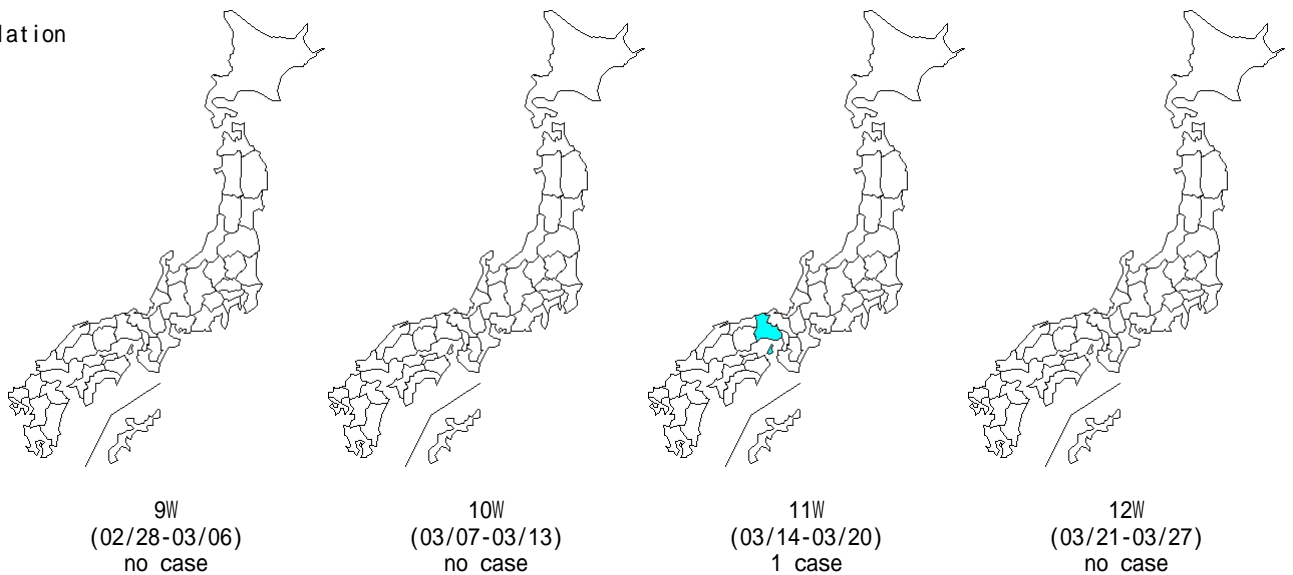 lation
9W
(02/28-03/06)
no case
10W
(03/07-03/13)
no case
11W
(03/14-03/20)
1 case
12W
(03/21-03/27)
no case